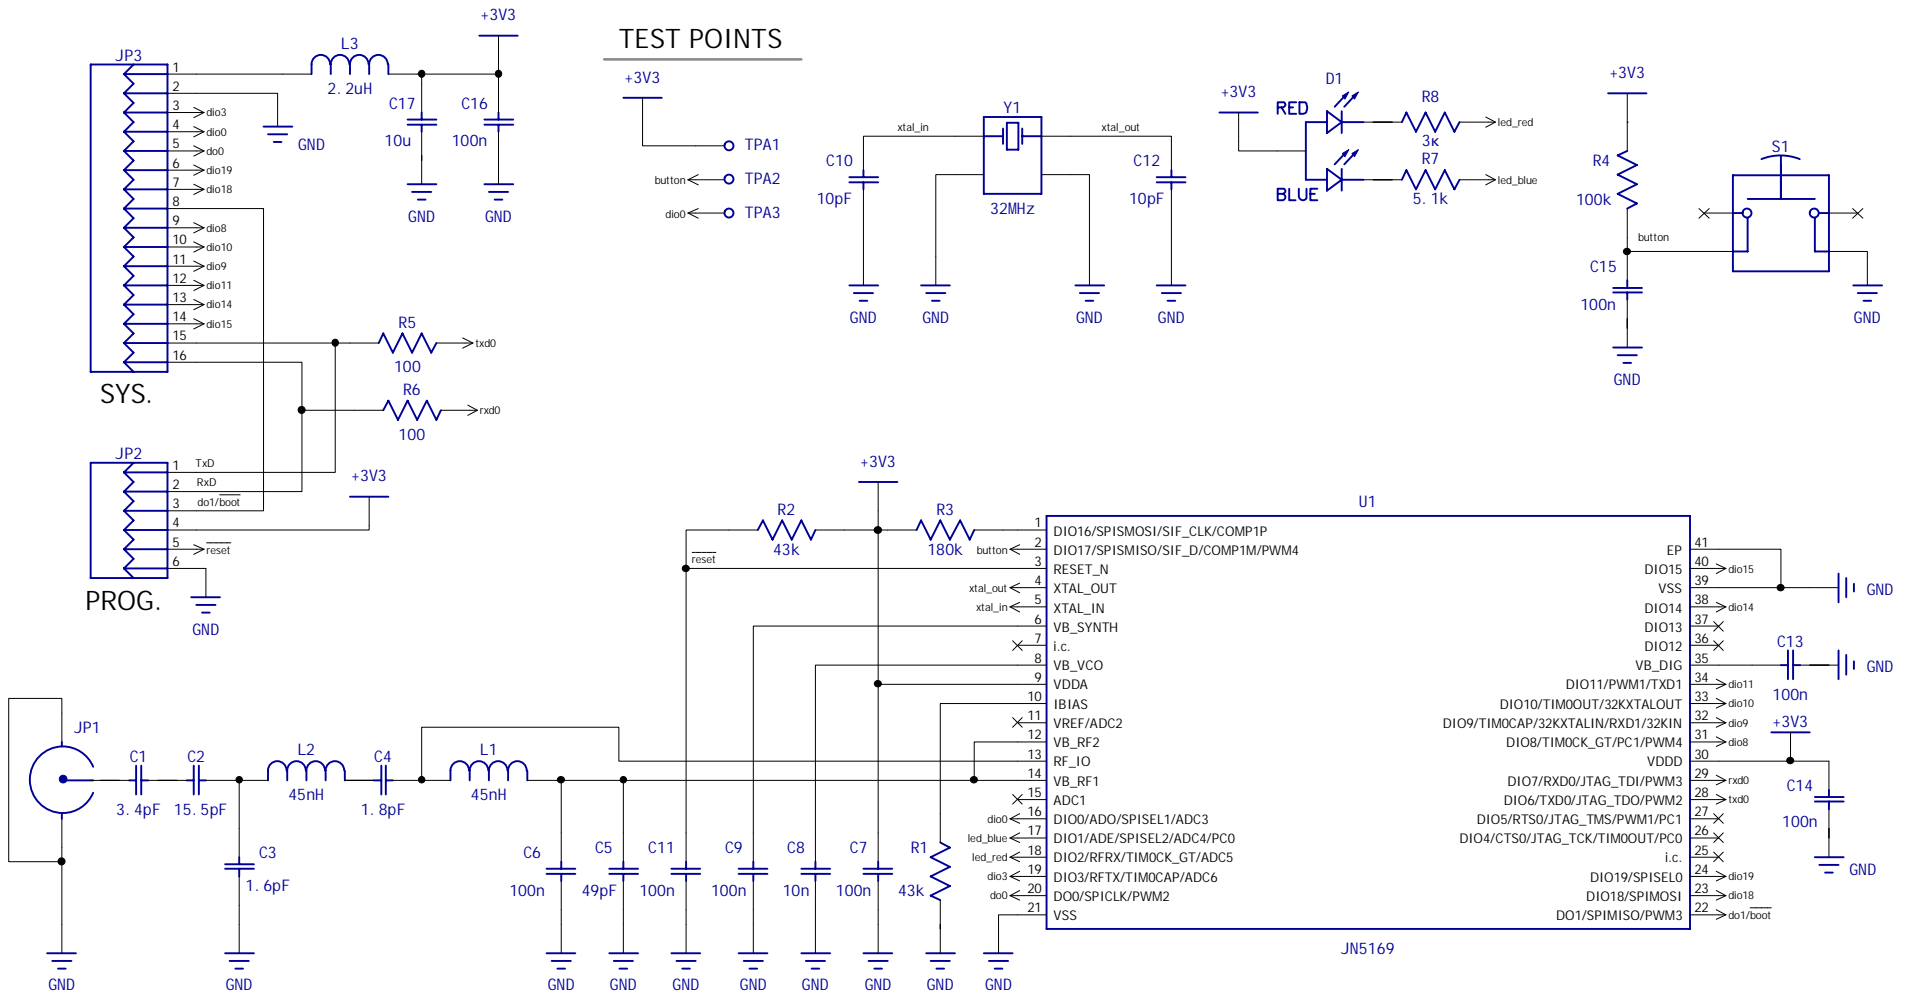 TEST POINTS
JP3
1
2
3
dio3
4
dio0
5
do0
6
dio19
7
dio18
8
9
dio8
10
dio10
11
dio9
12
dio11
13
dio14
14
dio15
15
16
SYS.
L3
2.2uH
+3V3
C17
10u
C16
100n
GND
GND
GND
R5
100
txd0
R6
100
rxd0
JP2
1
TxD
2
RxD
3
do1/boot
4
5
reset
6
+3V3
GND
PROG.
+3V3
TPA1
button
TPA2
dio0
TPA3
Y1
xtal_in
xtal_out
C10
10pF
32MHz
C12
10pF
GND
GND
GND
GND
+3V3
D1
RED
BLUE
R8
3к
led_red
R7
5.1k
led_blue
+3V3
R4
100k
button
C15
100n
GND
S1
GND
JP1
C1
3.4pF
C2
15.5pF
L2
45nH
C4
1.8pF
L1
45nH
C3
1.6pF
GND
GND
+3V3
R2
43k
R3
180k
reset
C6
100n
C5
49pF
C11
100n
C9
100n
C8
10n
C7
100n
R1
43k
GND
GND
GND
GND
GND
GND
GND
GND
U1
1
DIO16/SPISMOSI/SIF_CLK/COMP1P
button
2
DIO17/SPISMISO/SIF_D/COMP1M/PWM4
3
RESET_N
xtal_out
4
XTAL_OUT
xtal_in
5
XTAL_IN
6
VB_SYNTH
7
i.c.
8
VB_VCO
9
VDDA
10
IBIAS
11
VREF/ADC2
12
VB_RF2
13
RF_IO
14
VB_RF1
15
ADC1
dio0
16
DIO0/ADO/SPISEL1/ADC3
led_blue
17
DIO1/ADE/SPISEL2/ADC4/PC0
led_red
18
DIO2/RFRX/TIM0CK_GT/ADC5
dio3
19
DIO3/RFTX/TIM0CAP/ADC6
do0
20
DO0/SPICLK/PWM2
21
VSS
EP
41
DIO15
40
dio15
VSS
39
GND
DIO14
38
dio14
DIO13
37
DIO12
36
VB_DIG
35
C13
100n
GND
DIO11/PWM1/TXD1
34
dio11
DIO10/TIM0OUT/32KXTALOUT
33
dio10
DIO9/TIM0CAP/32KXTALIN/RXD1/32KIN
32
dio9
DIO8/TIM0CK_GT/PC1/PWM4
31
dio8
+3V3
VDDD
30
DIO7/RXD0/JTAG_TDI/PWM3
29
rxd0
DIO6/TXD0/JTAG_TDO/PWM2
28
txd0
DIO5/RTS0/JTAG_TMS/PWM1/PC1
27
DIO4/CTS0/JTAG_TCK/TIM0OUT/PC0
26
i.c.
25
DIO19/SPISEL0
24
dio19
DIO18/SPIMOSI
23
dio18
DO1/SPIMISO/PWM3
22
do1/boot
C14
100n
GND
JN5169